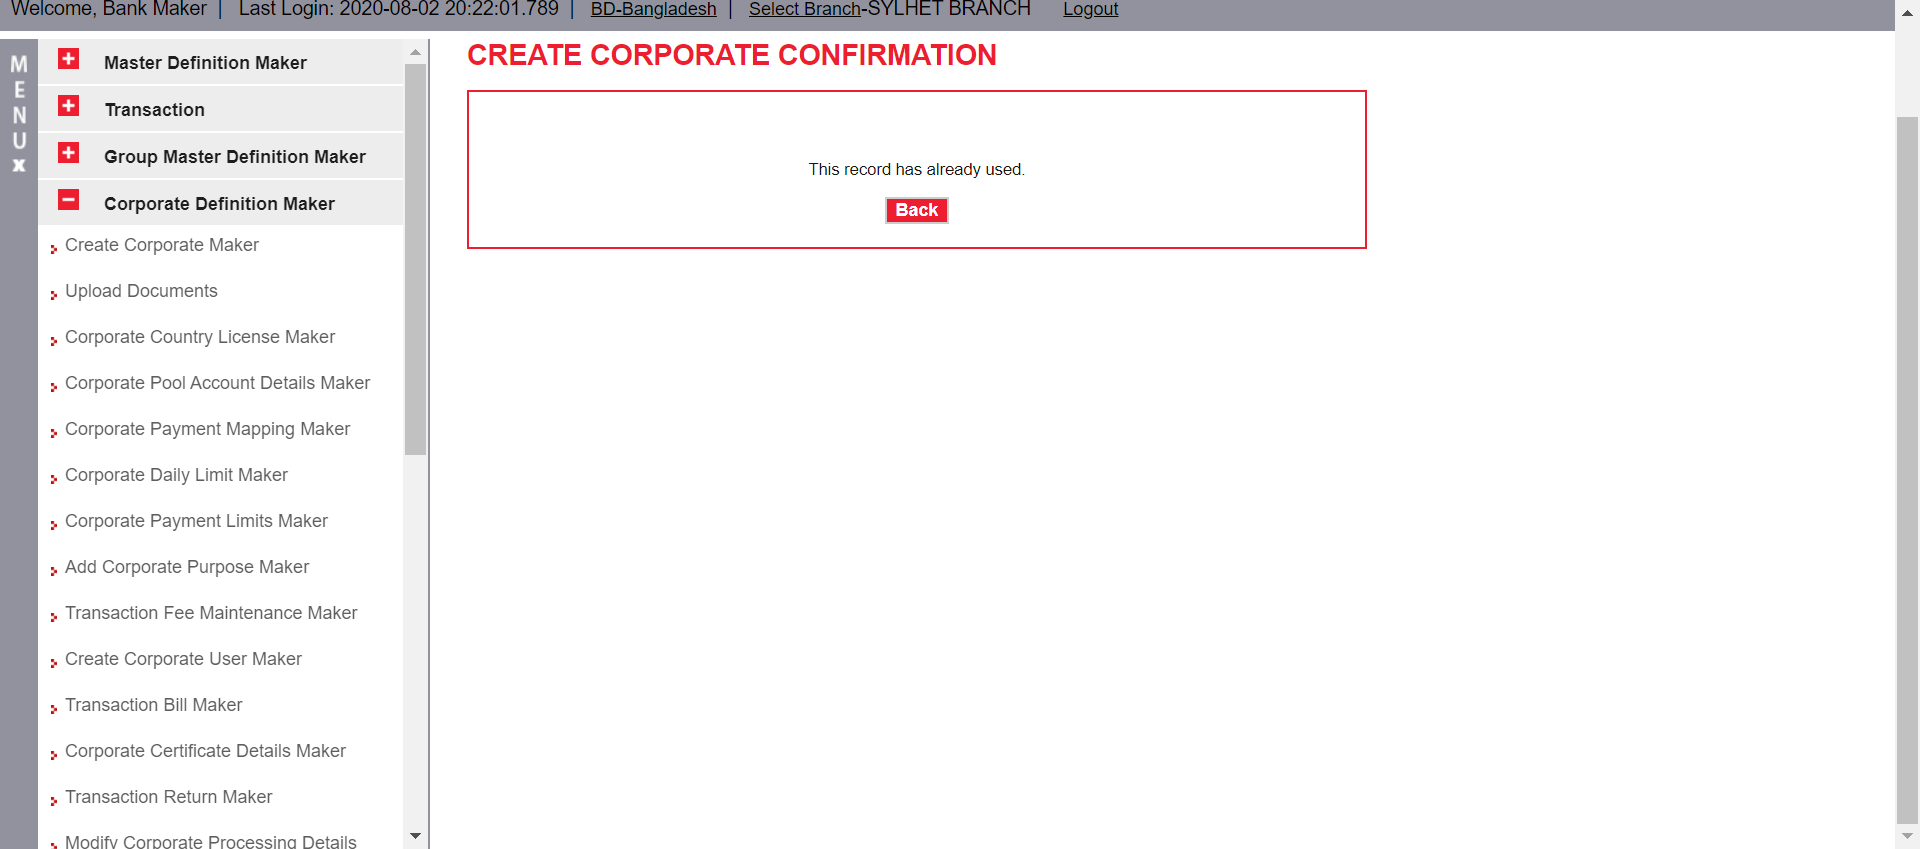 Welcome, Bank Maker | Last Login: 2020-08-02 20:22:01.789 | BD-Bangladesh | Select Branch-SYLHET BRANCH Logout
MENU
x
Master Definition Maker
Transaction
Group Master Definition Maker
Corporate Definition Maker
Create Corporate Maker
Upload Documents
Corporate Country License Maker
Corporate Pool Account Details Maker
Corporate Payment Mapping Maker
Corporate Daily Limit Maker
Corporate Payment Limits Maker
Add Corporate Purpose Maker
Transaction Fee Maintenance Maker
Create Corporate User Maker
Transaction Bill Maker
Corporate Certificate Details Maker
Transaction Return Maker
Modify Corporate Processing Details
CREATE CORPORATE CONFIRMATION
This record has already used.
Back